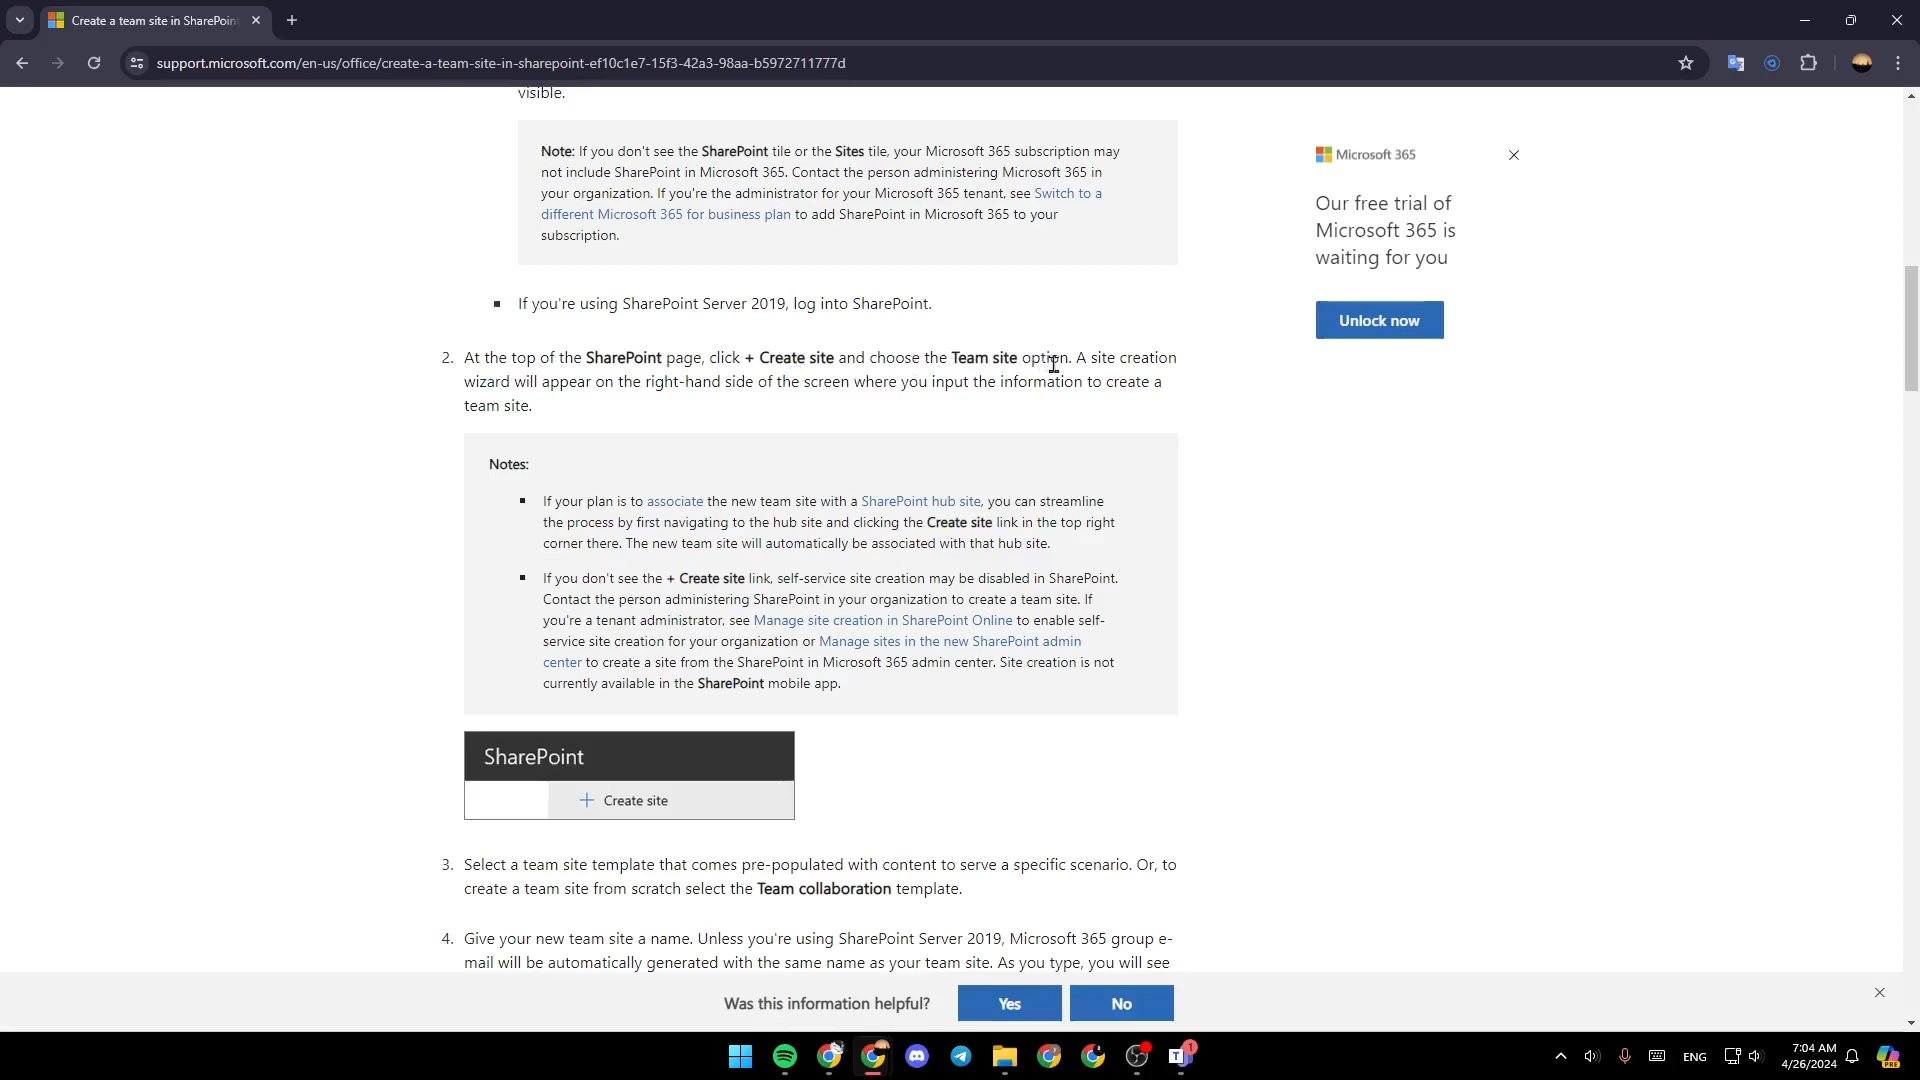 Create a team site in SharePoin
support.microsoft.com/en-us/office/create-a-team-site-in-sharepoint-ef10c1e7-15f3-42a3-98aa-b5972711777d
visible.
Note: If you don't see the SharePoint tile or the Sites tile, your Microsoft 365 subscription may
not include SharePoint in Microsoft 365. Contact the person administering Microsoft 365 in
your organization. If you're the administrator for your Microsoft 365 tenant, see Switch to a
different Microsoft 365 for business plan to add SharePoint in Microsoft 365 to your
subscription.
▪ If you're using SharePoint Server 2019, log into SharePoint.
2. At the top of the SharePoint page, click + Create site and choose the Team site option. A site creation
wizard will appear on the right-hand side of the screen where you input the information to create a
team site.
Notes:
▪ If your plan is to associate the new team site with a SharePoint hub site, you can streamline
the process by first navigating to the hub site and clicking the Create site link in the top right
corner there. The new team site will automatically be associated with that hub site.
▪ If you don't see the + Create site link, self-service site creation may be disabled in SharePoint.
Contact the person administering SharePoint in your organization to create a team site. If
you're a tenant administrator, see Manage site creation in SharePoint Online to enable self-
service site creation for your organization or Manage sites in the new SharePoint admin
center to create a site from the SharePoint in Microsoft 365 admin center. Site creation is not
currently available in the SharePoint mobile app.
SharePoint
+ Create site
3. Select a team site template that comes pre-populated with content to serve a specific scenario. Or, to
create a team site from scratch select the Team collaboration template.
4. Give your new team site a name. Unless you're using SharePoint Server 2019, Microsoft 365 group e-
mail will be automatically generated with the same name as your team site. As you type, you will see
Microsoft 365
Our free trial of
Microsoft 365 is
waiting for you
Unlock now
Was this information helpful?
Yes
No
1
ENG
7:04 AM
4/26/2024
PRE